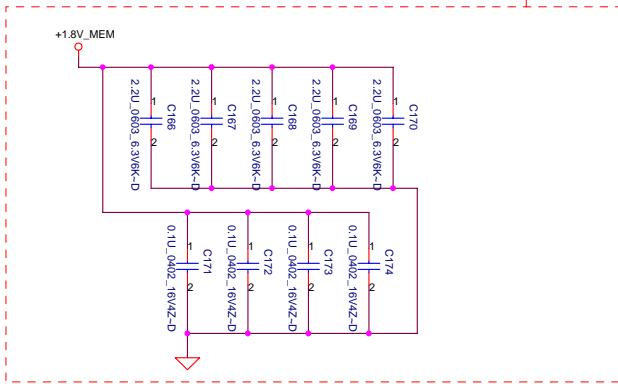 +1.8V_MEM
1
C166
2
2.2U_0603_6.3V6K~D
1
C167
2
2.2U_0603_6.3V6K~D
1
C168
2
2.2U_0603_6.3V6K~D
1
C169
2
2.2U_0603_6.3V6K~D
1
C170
2
2.2U_0603_6.3V6K~D
1
C171
2
0.1U_0402_16V4Z~D
1
C172
2
0.1U_0402_16V4Z~D
1
C173
2
0.1U_0402_16V4Z~D
1
C174
2
0.1U_0402_16V4Z~D